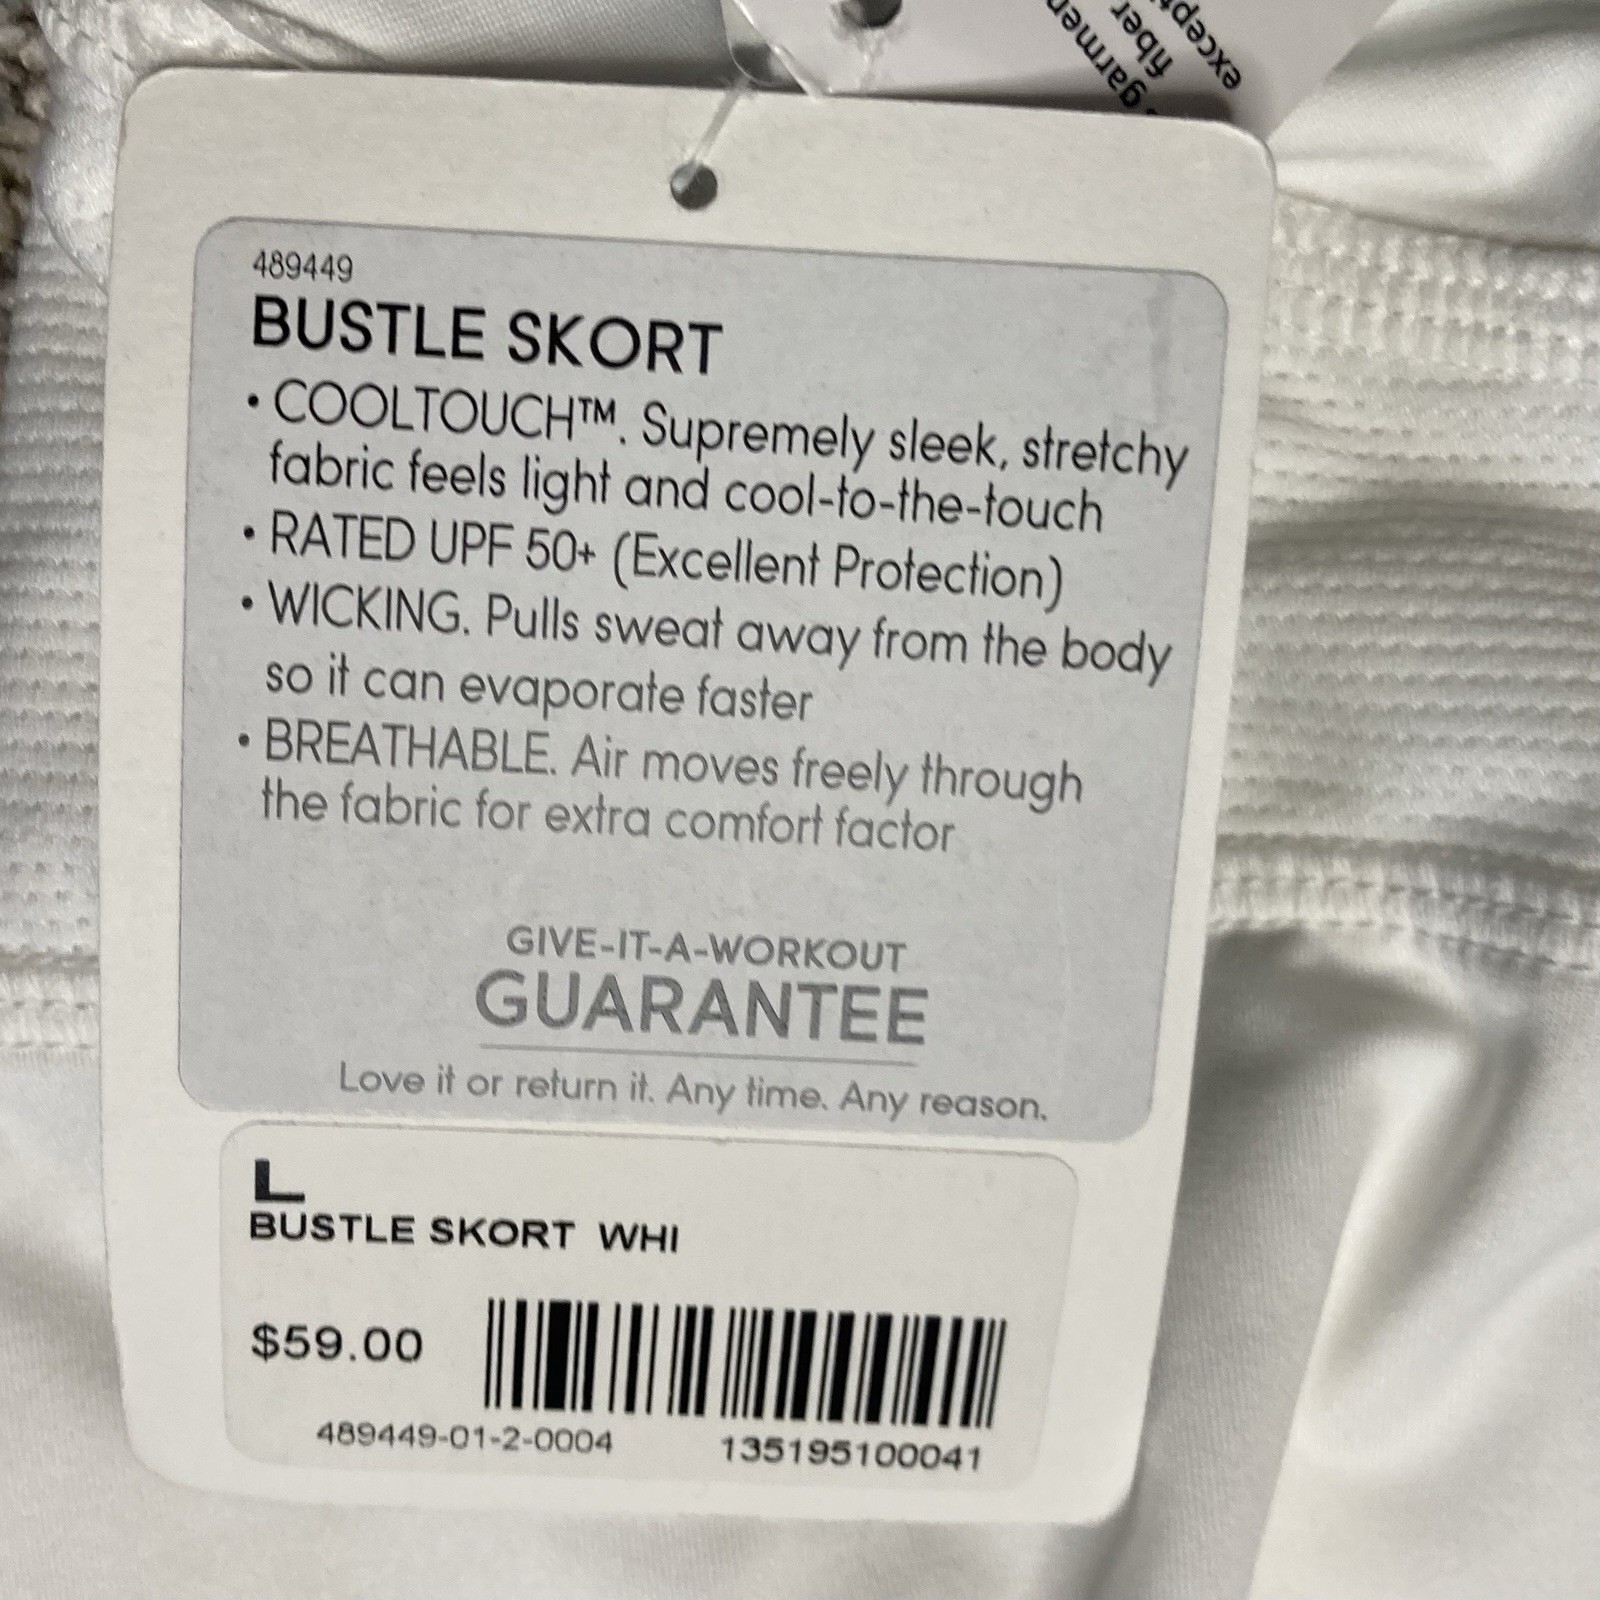 garmen
fiber
except
489449
BUSTLE SKORT
• COOLTOUCH™. Supremely sleek, stretchy
fabric feels light and cool-to-the-touch
• RATED UPF 50+ (Excellent Protection)
• WICKING. Pulls sweat away from the body
so it can evaporate faster
• BREATHABLE. Air moves freely through
the fabric for extra comfort factor
GIVE-IT-A-WORKOUT
GUARANTEE
Love it or return it. Any time. Any reason.
L
BUSTLE SKORT WHI
$59.00
489449-01-2-0004
135195100041